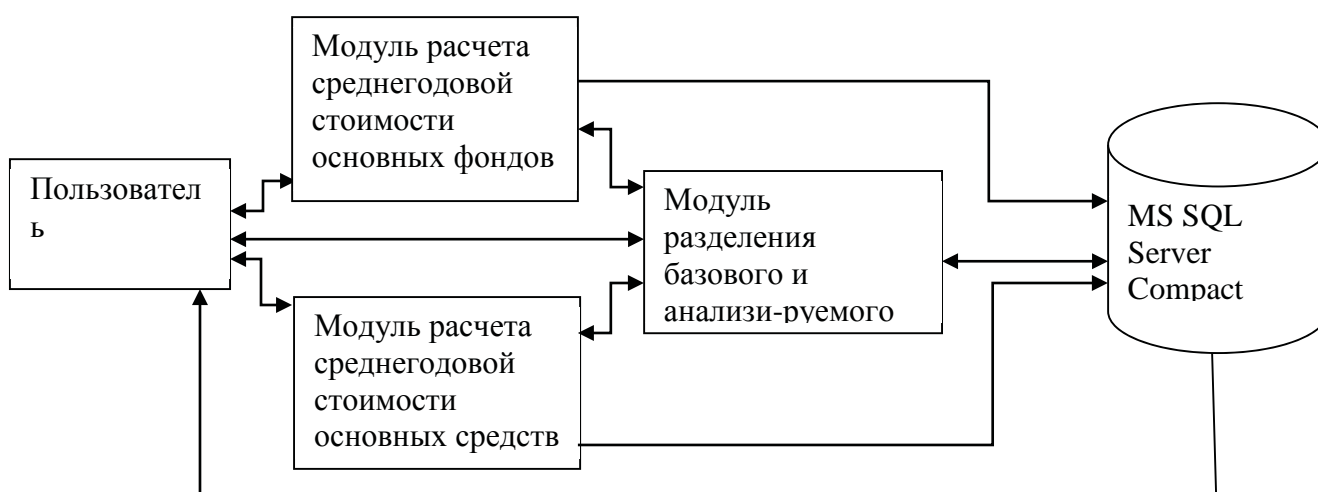 Модуль расчета
среднегодовой
стоимости
основных фондов
Пользовател
ь
Модуль
разделения
базового и
анализи-руемого
MS SQL
Server
Compact
Модуль расчета
среднегодовой
стоимости
основных средств